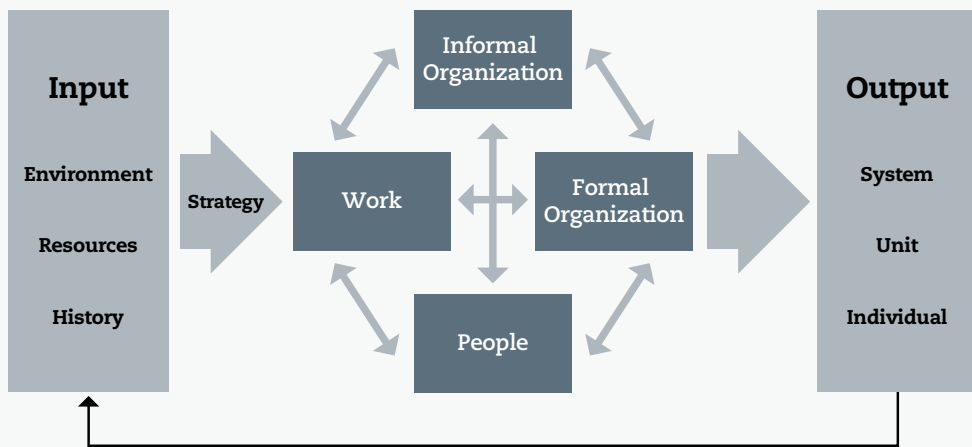 Input
Environment
Resources
History
Strategy
Informal
Organization
Work
Formal
Organization
People
Output
System
Unit
Individual